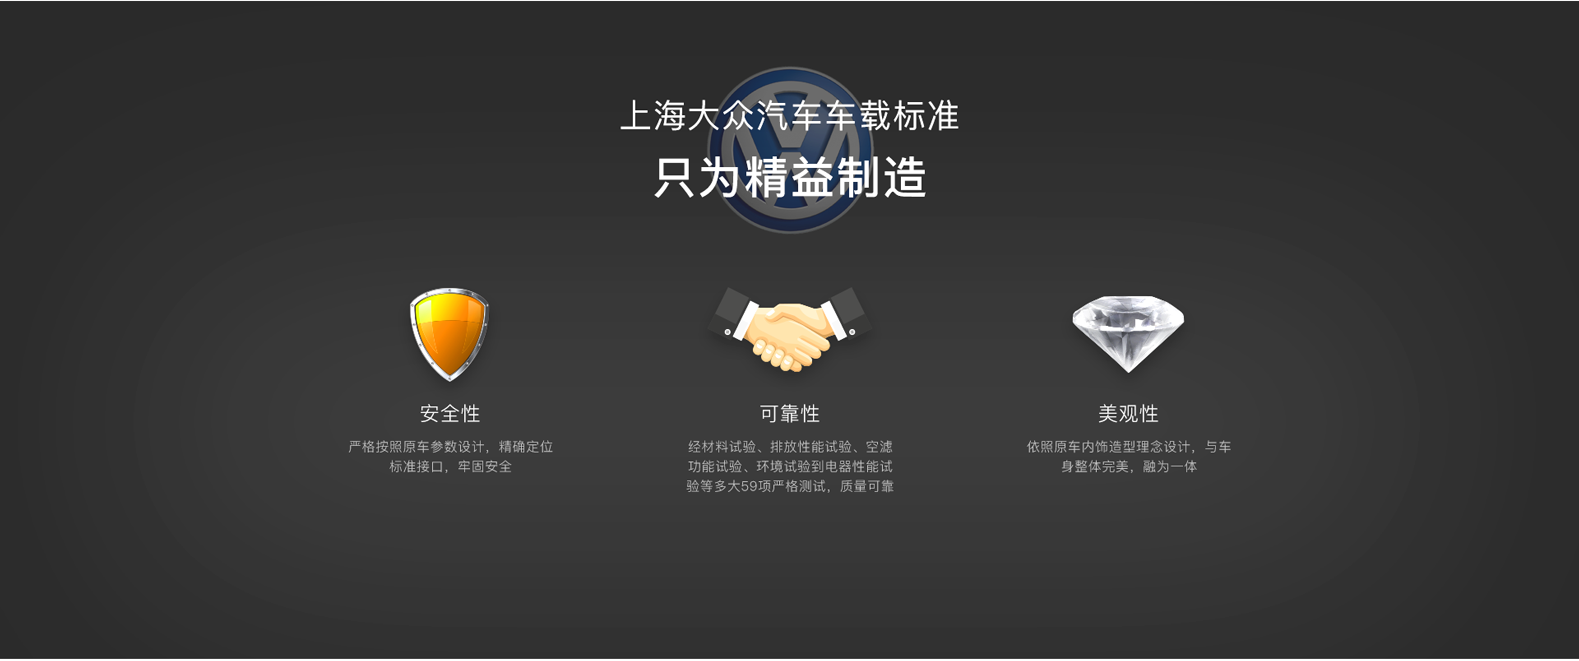 上海大众汽车车载标准
只为精益制造
安全性
严格按照原车参数设计，精确定位
标准接口，牢固安全
可靠性
经材料试验、排放性能试验、空滤
功能试验、环境试验到电器性能试
验等多大59项严格测试，质量可靠
美观性
依照原车内饰造型理念设计，与车
身整体完美，融为一体